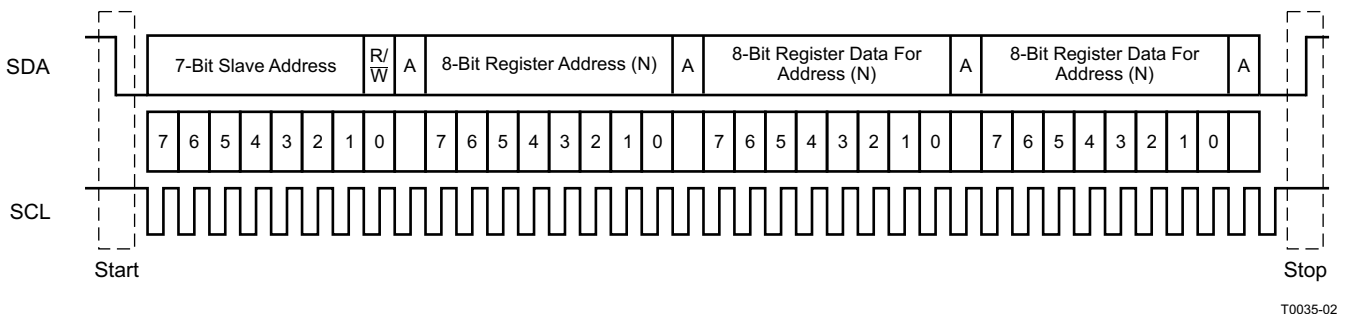 SDA
7-Bit Slave Address
R/
W
A
8-Bit Register Address (N)
A
8-Bit Register Data For
Address (N)
A
8-Bit Register Data For
Address (N)
A
7 6 5 4 3 2 1 0 7 6 5 4 3 2 1 0 7 6 5 4 3 2 1 0 7 6 5 4 3 2 1 0
SCL
Start
Stop
T0035-02